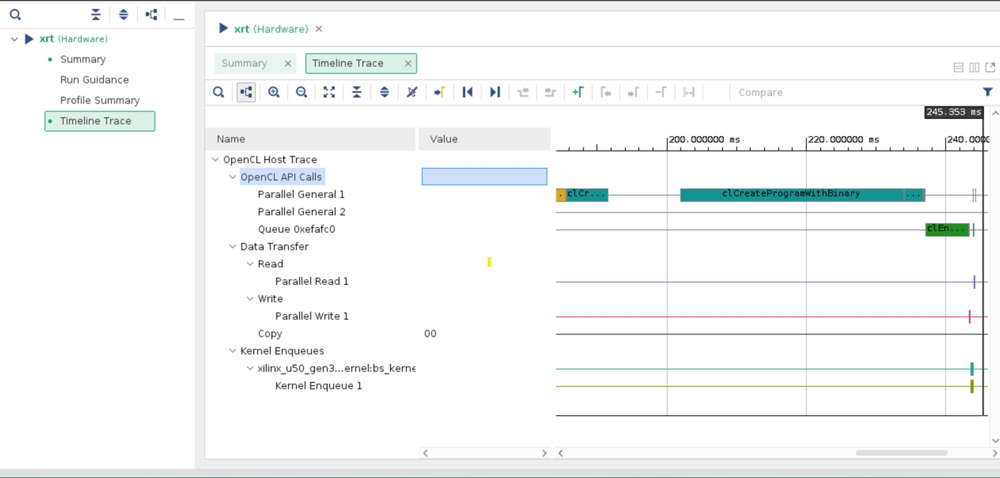 xrt (Hardware)
Summary
Run Guidance
Profile Summary
Timeline Trace
xrt (Hardware)
Summary Timeline Trace
Compare
245.353 ms
Name Value
200.000000 ms 220.000000 ms 240.0000
OpenCL Host Trace
OpenCL API Calls
Parallel General 1
. clCr... clCreateProgramWithBinary ...
Parallel General 2
Queue 0xefafc0
clEn...
Data Transfer
Read
Parallel Read 1
Write
Parallel Write 1
Copy 00
Kernel Enqueues
xilinx_u50_gen3...ernel:bs_kerne
Kernel Enqueue 1